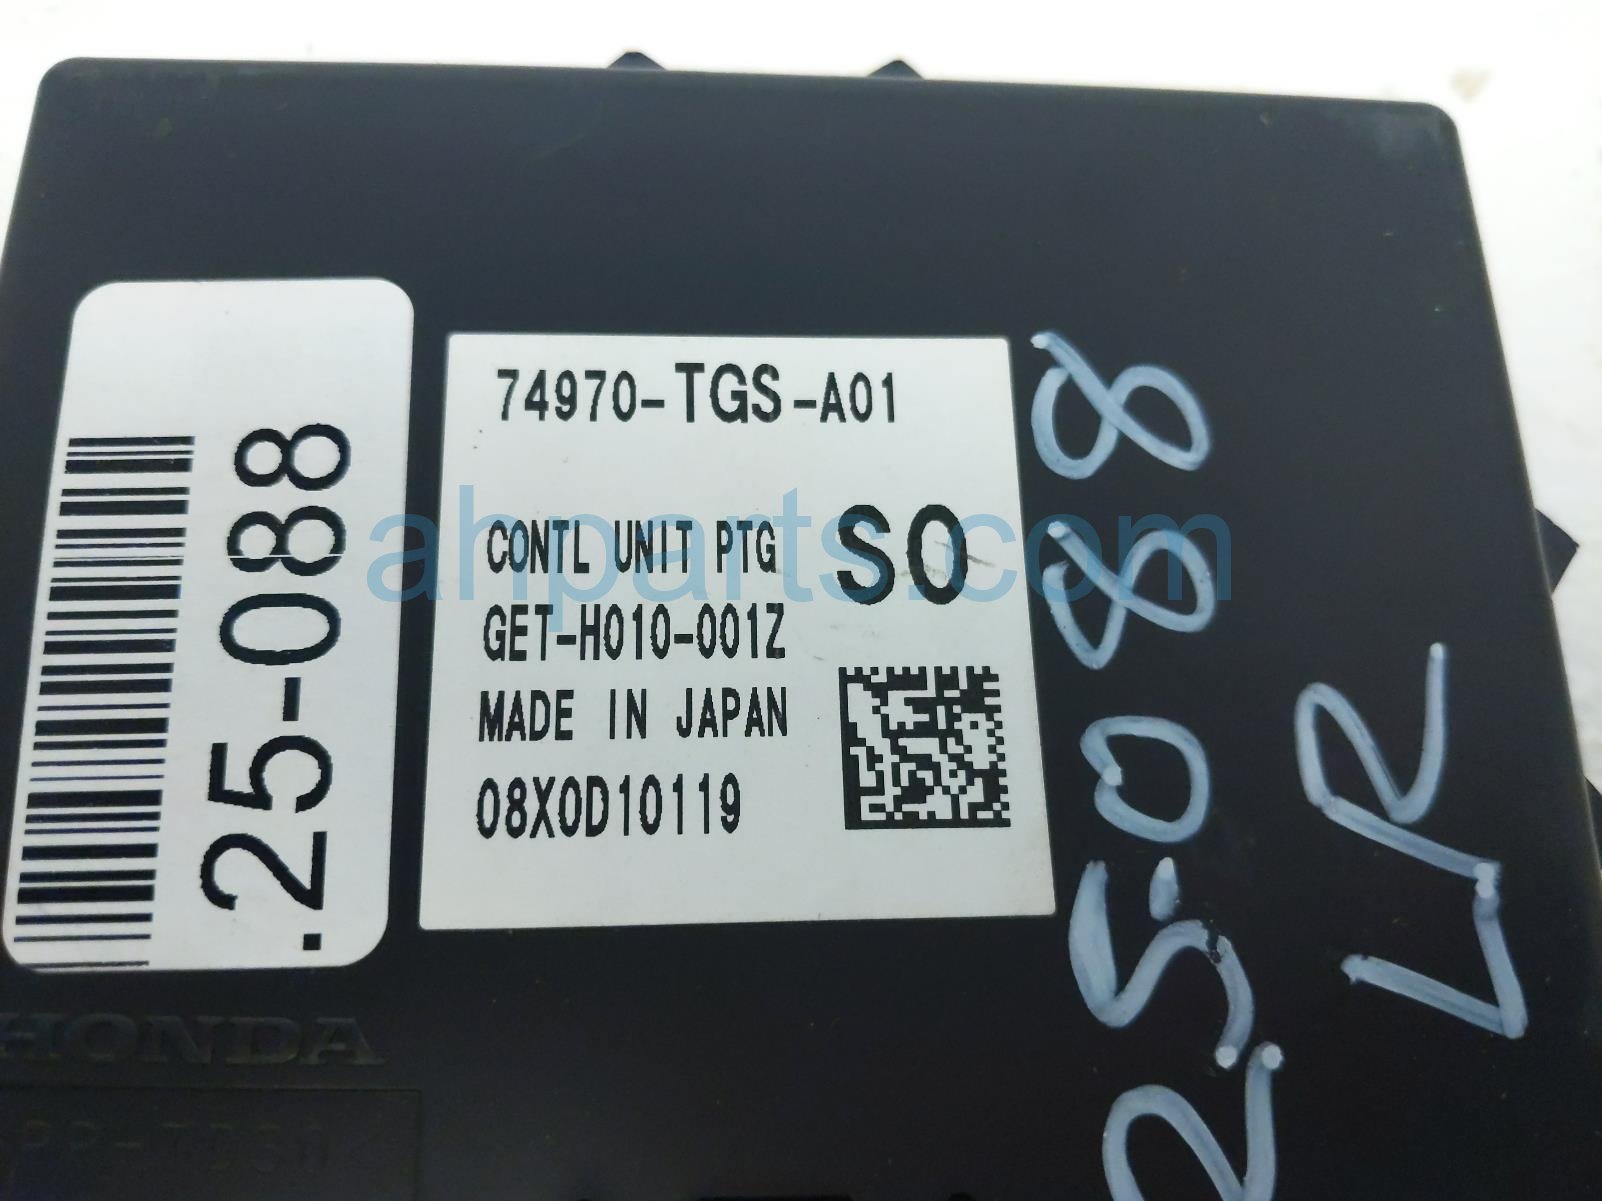 74970-TGS-A01
CONTL UNIT PTG SO
GET-H010-001Z
MADE IN JAPAN
08X0D10119
.25-088
HONDA
25088
LR
ahparts.com